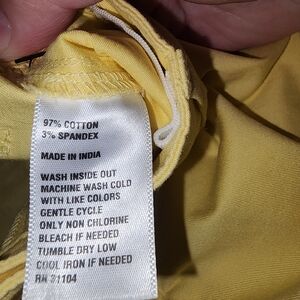 97% COTTON
3% SPANDEX
MADE IN INDIA
WASH INSIDE OUT
MACHINE WASH COLD
WITH LIKE COLORS
GENTLE CYCLE
ONLY NON CHLORINE
BLEACH IF NEEDED
TUMBLE DRY LOW
COOL IRON IF NEEDED
RN 31104